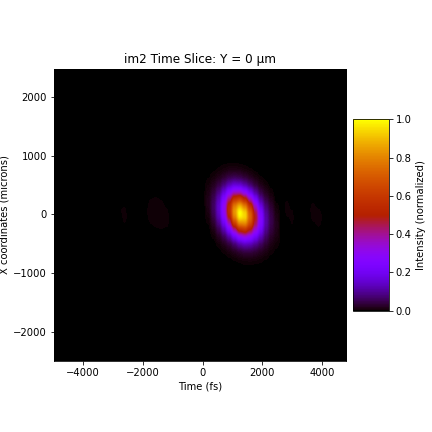 im2 Time Slice: Y = 0 μm
2000
1000
0
−1000
−2000
X coordinates (microns)
−4000 −2000 0 2000 4000
Time (fs)
1.0
0.8
0.6
0.4
0.2
0.0
Intensity (normalized)